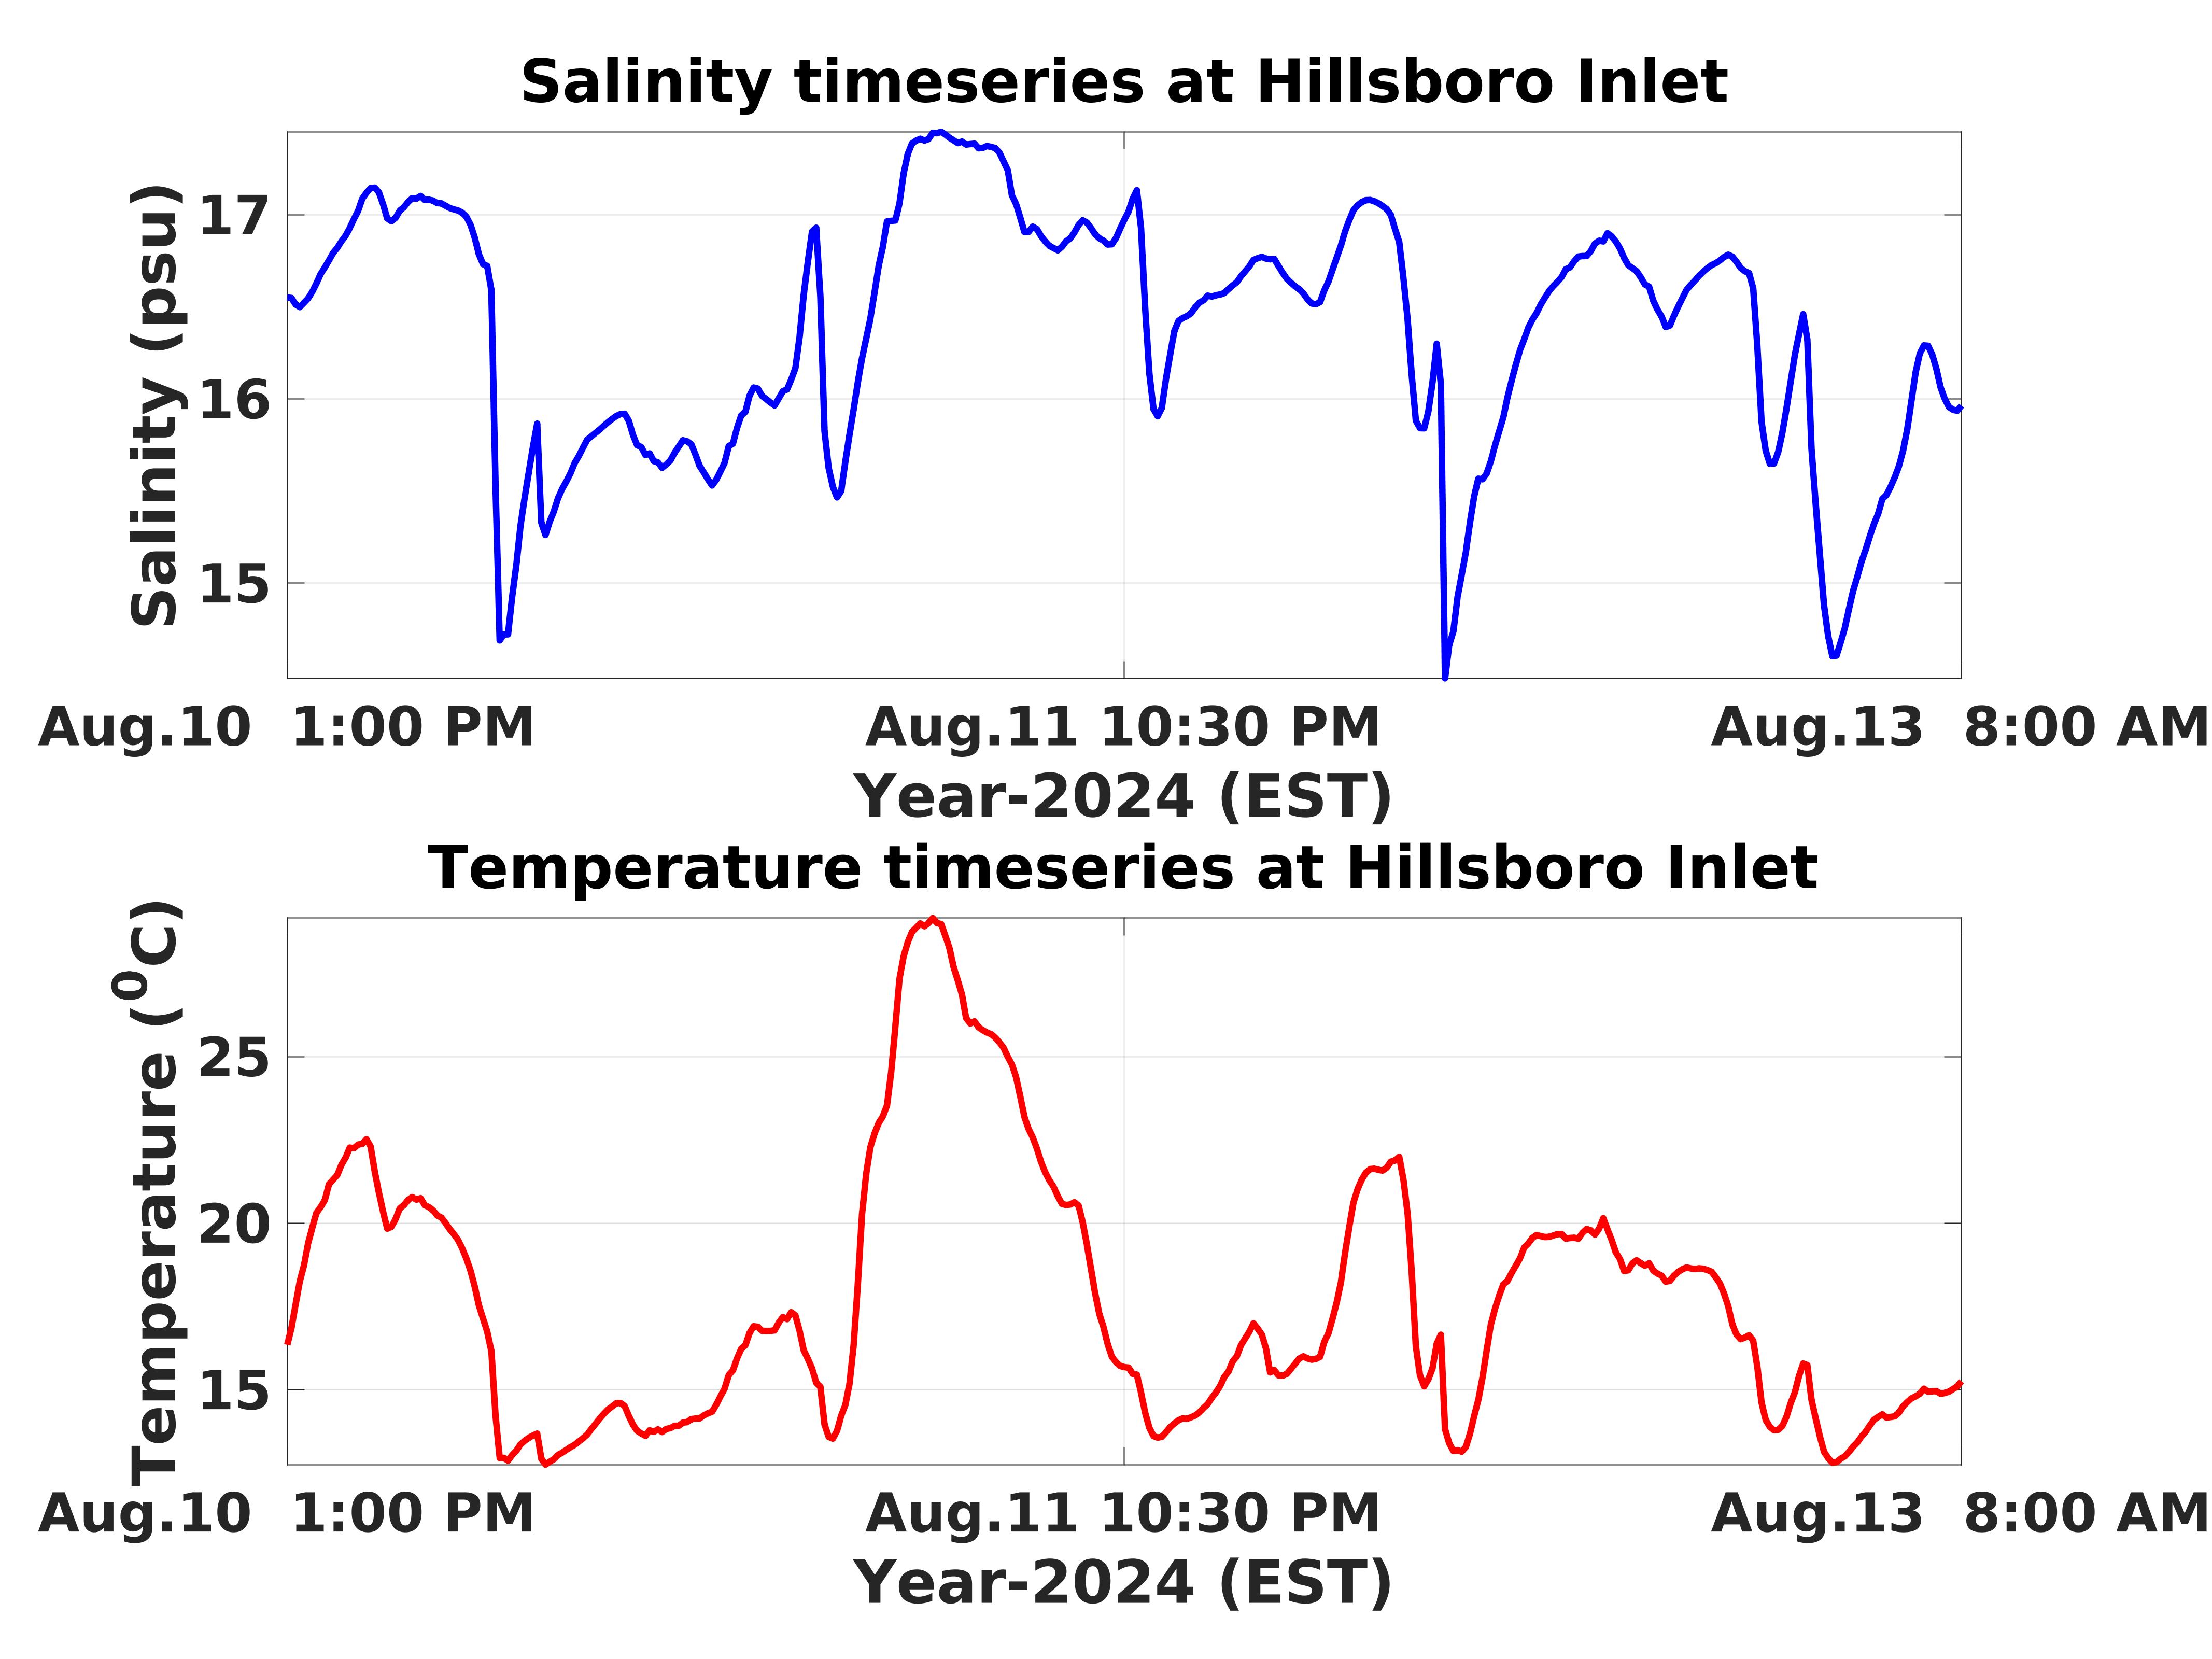 Salinity timeseries at Hillsboro Inlet
Salinity (psu)
17
16
15
Aug.10  1:00 PM
Aug.11 10:30 PM
Aug.13  8:00 AM
Year-2024 (EST)
Temperature timeseries at Hillsboro Inlet
Temperature (⁰C)
25
20
15
Aug.10  1:00 PM
Aug.11 10:30 PM
Aug.13  8:00 AM
Year-2024 (EST)